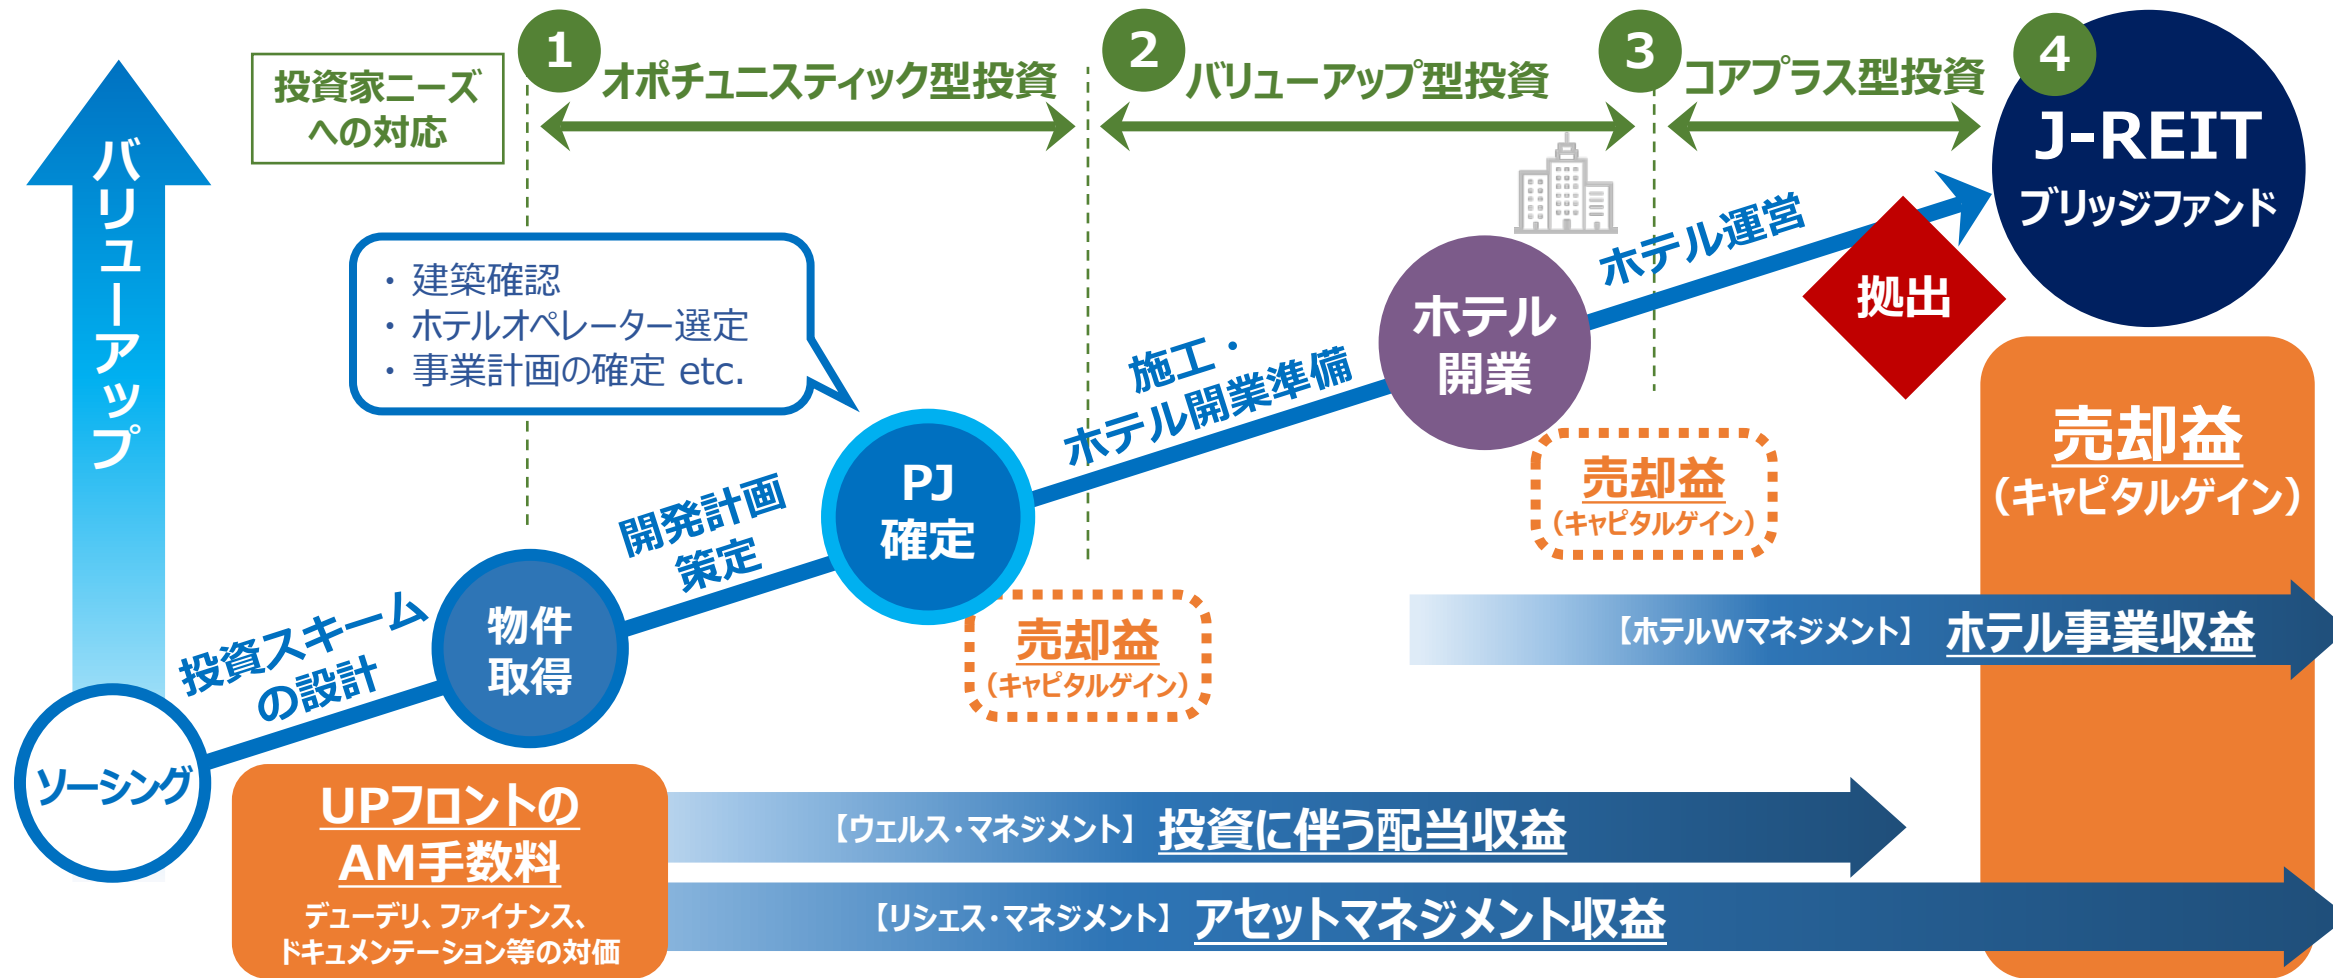 バリューアップ
投資家ニーズ
への対応
1
オポチュニスティック型投資
2
バリューアップ型投資
3
コアプラス型投資
4
J-REIT
ブリッジファンド
・ 建築確認
・ ホテルオペレーター選定
・ 事業計画の確定 etc.
ソーシング
投資スキーム
の設計
物件
取得
開発計画
策定
PJ
確定
施工・
ホテル開業準備
ホテル
開業
ホテル運営
拠出
売却益
（キャピタルゲイン）
売却益
（キャピタルゲイン）
売却益
（キャピタルゲイン）
【ホテルWマネジメント】 ホテル事業収益
UPフロントの
AM手数料
デューデリ、ファイナンス、
ドキュメンテーション等の対価
【ウェルス・マネジメント】 投資に伴う配当収益
【リシェス・マネジメント】 アセットマネジメント収益